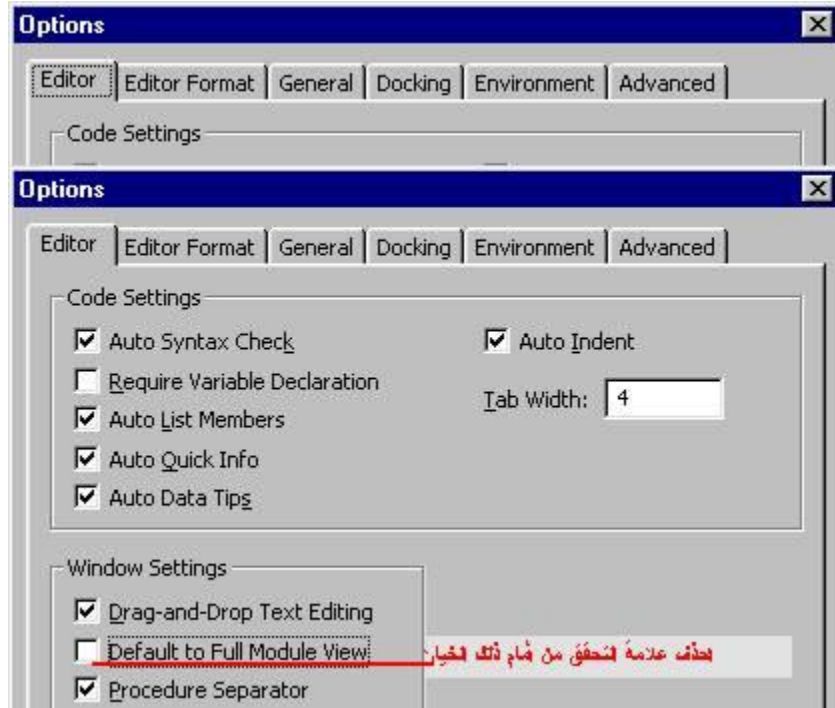 Options
Editor
Editor Format
General
Docking
Environment
Advanced
Code Settings
Options
Editor
Editor Format
General
Docking
Environment
Advanced
Code Settings
Auto Syntax Check
Auto Indent
Require Variable Declaration
Tab Width: 4
Auto List Members
Auto Quick Info
Auto Data Tips
Window Settings
Drag-and-Drop Text Editing
Default to Full Module View
علامة التحقق من ذلك الخيار
Procedure Separator